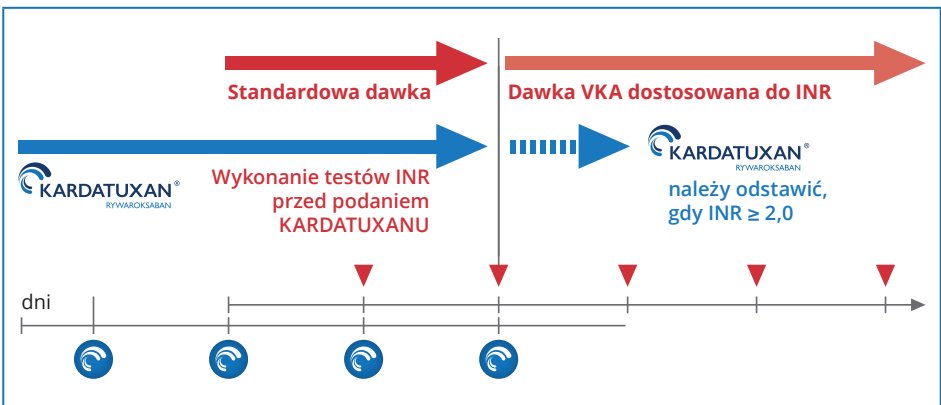 Standardowa dawka
Dawka VKA dostosowana do INR
KARDATUXAN®
RYWAROKSABAN
Wykonanie testów INR
przed podaniem
KARDATUXANU
KARDATUXAN®
RYWAROKSABAN
należy odstawić,
gdy INR ≥ 2,0
dni